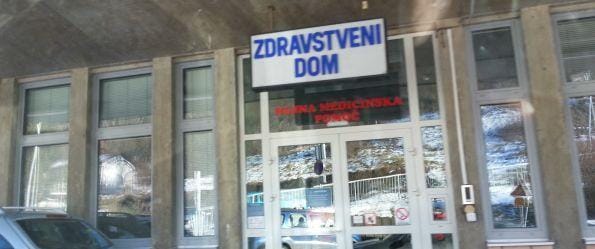 ZDRAVSTVENI
DOM
HITNA MEDICINSKA
POMOĆ